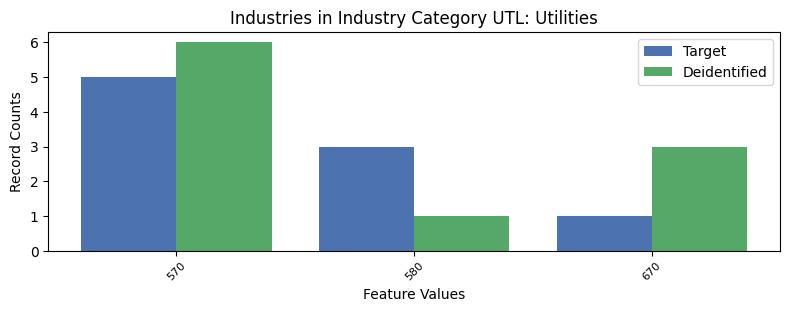 Industries in Industry Category UTL: Utilities
Target
Deidentified
Record Counts
6
5
4
3
2
1
0
570
580
670
Feature Values